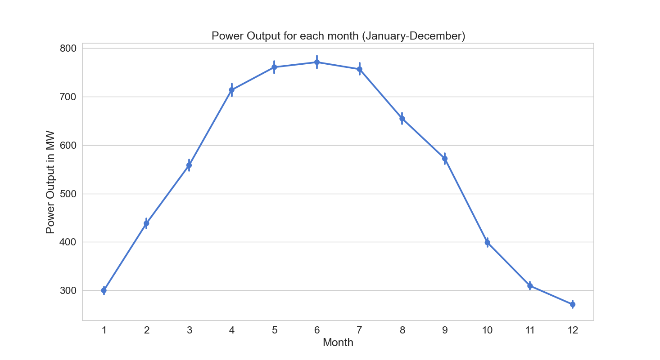 Power Output for each month (January-December)
800
700
600
500
400
300
Power Output in MW
1 2 3 4 5 6 7 8 9 10 11 12
Month